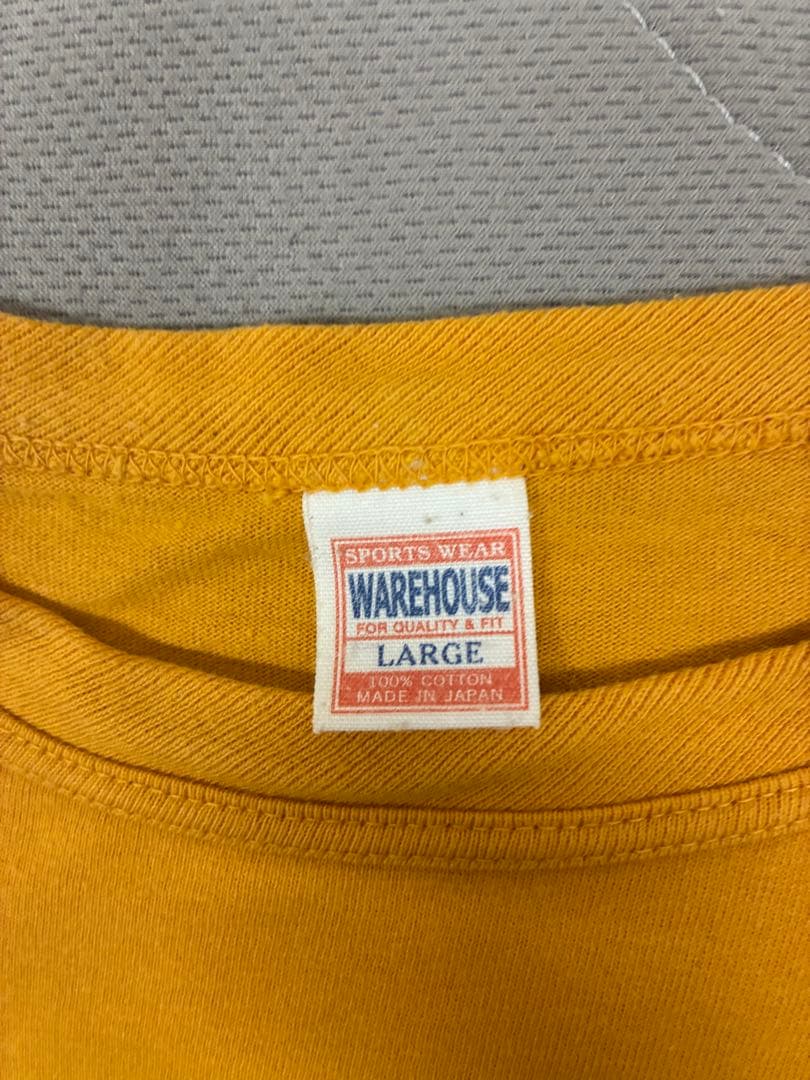 SPORTS WEAR
WAREHOUSE
FOR QUALITY & FIT
LARGE
100% COTTON
MADE IN JAPAN